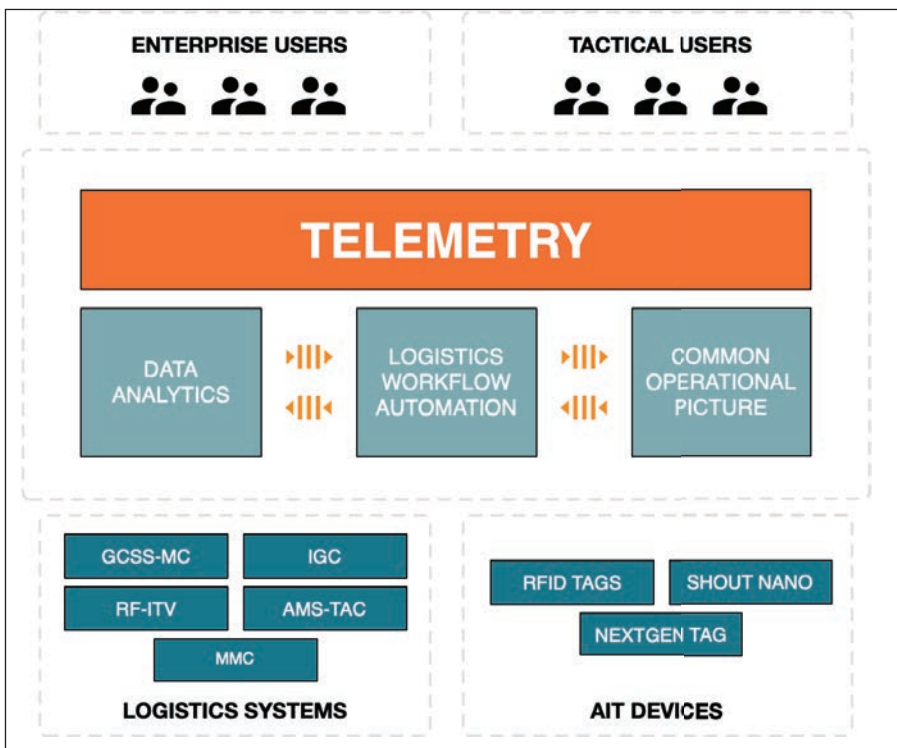 ENTERPRISE USERS
TACTICAL USERS
TELEMETRY
DATA
ANALYTICS
LOGISTICS
WORKFLOW
AUTOMATION
COMMON
OPERATIONAL
PICTURE
GCSS-MC
IGC
RF-ITV
AMS-TAC
MMC
LOGISTICS SYSTEMS
RFID TAGS
SHOUT NANO
NEXTGEN TAG
AIT DEVICES